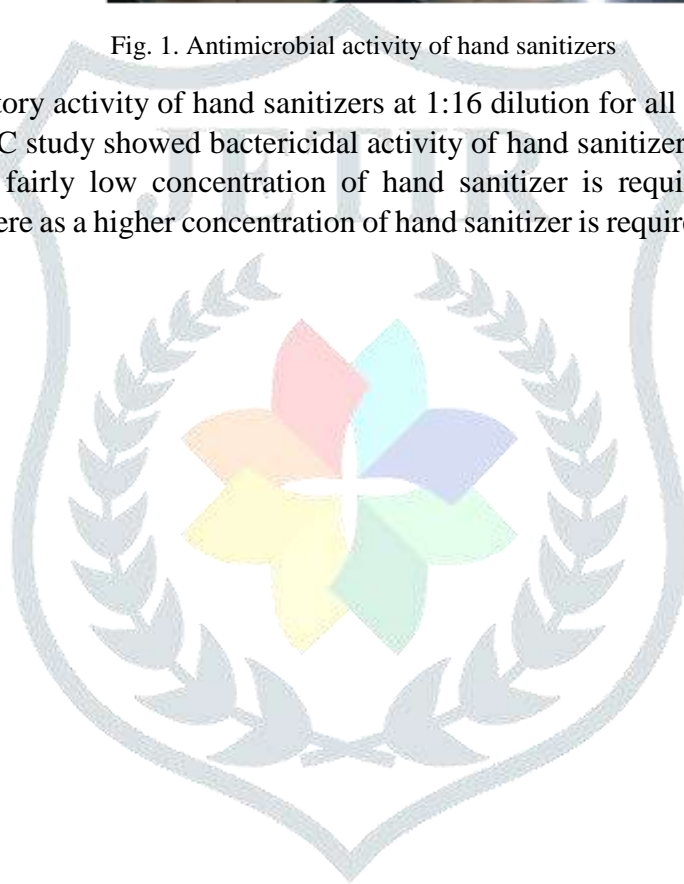 Fig. 1. Antimicrobial activity of hand sanitizers
tory activity of hand sanitizers at 1:16 dilution for all
C study showed bactericidal activity of hand sanitizer
fairly low concentration of hand sanitizer is requi
ere as a higher concentration of hand sanitizer is require
JETIR